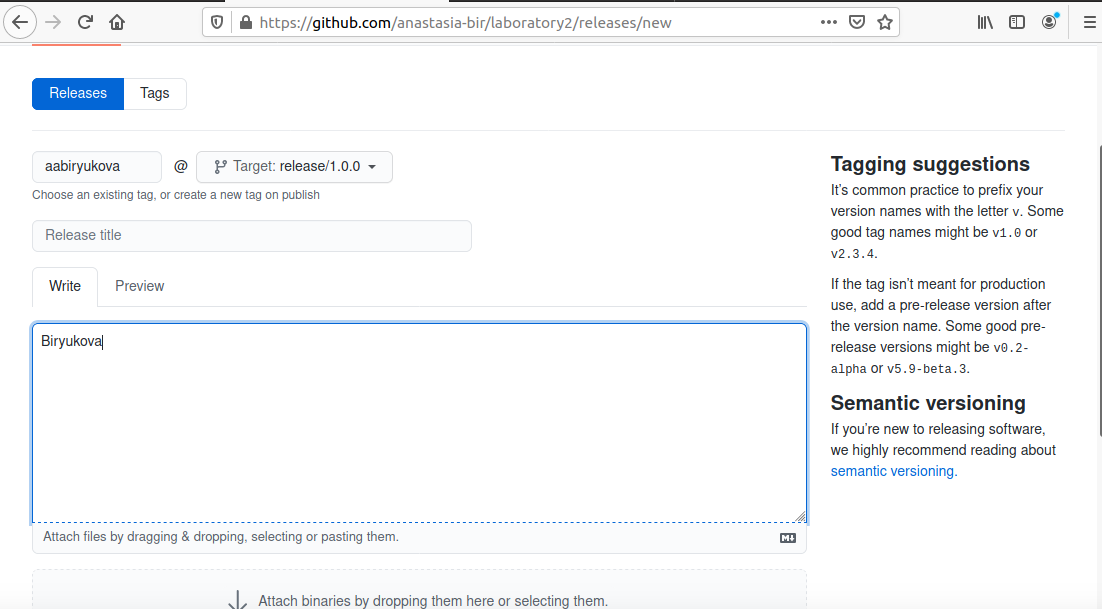 https://github.com/anastasia-bir/laboratory2/releases/new
Releases
Tags
aabiryukova
@
Target: release/1.0.0
Choose an existing tag, or create a new tag on publish
Release title
Write
Preview
Biryukova
Attach files by dragging & dropping, selecting or pasting them.
Attach binaries by dropping them here or selecting them.
Tagging suggestions
It's common practice to prefix your
version names with the letter v. Some
good tag names might be v1.0 or
v2.3.4.
If the tag isn't meant for production
use, add a pre-release version after
the version name. Some good pre-
release versions might be v0.2-
alpha or v5.9-beta.3.
Semantic versioning
If you're new to releasing software,
we highly recommend reading about
semantic versioning.